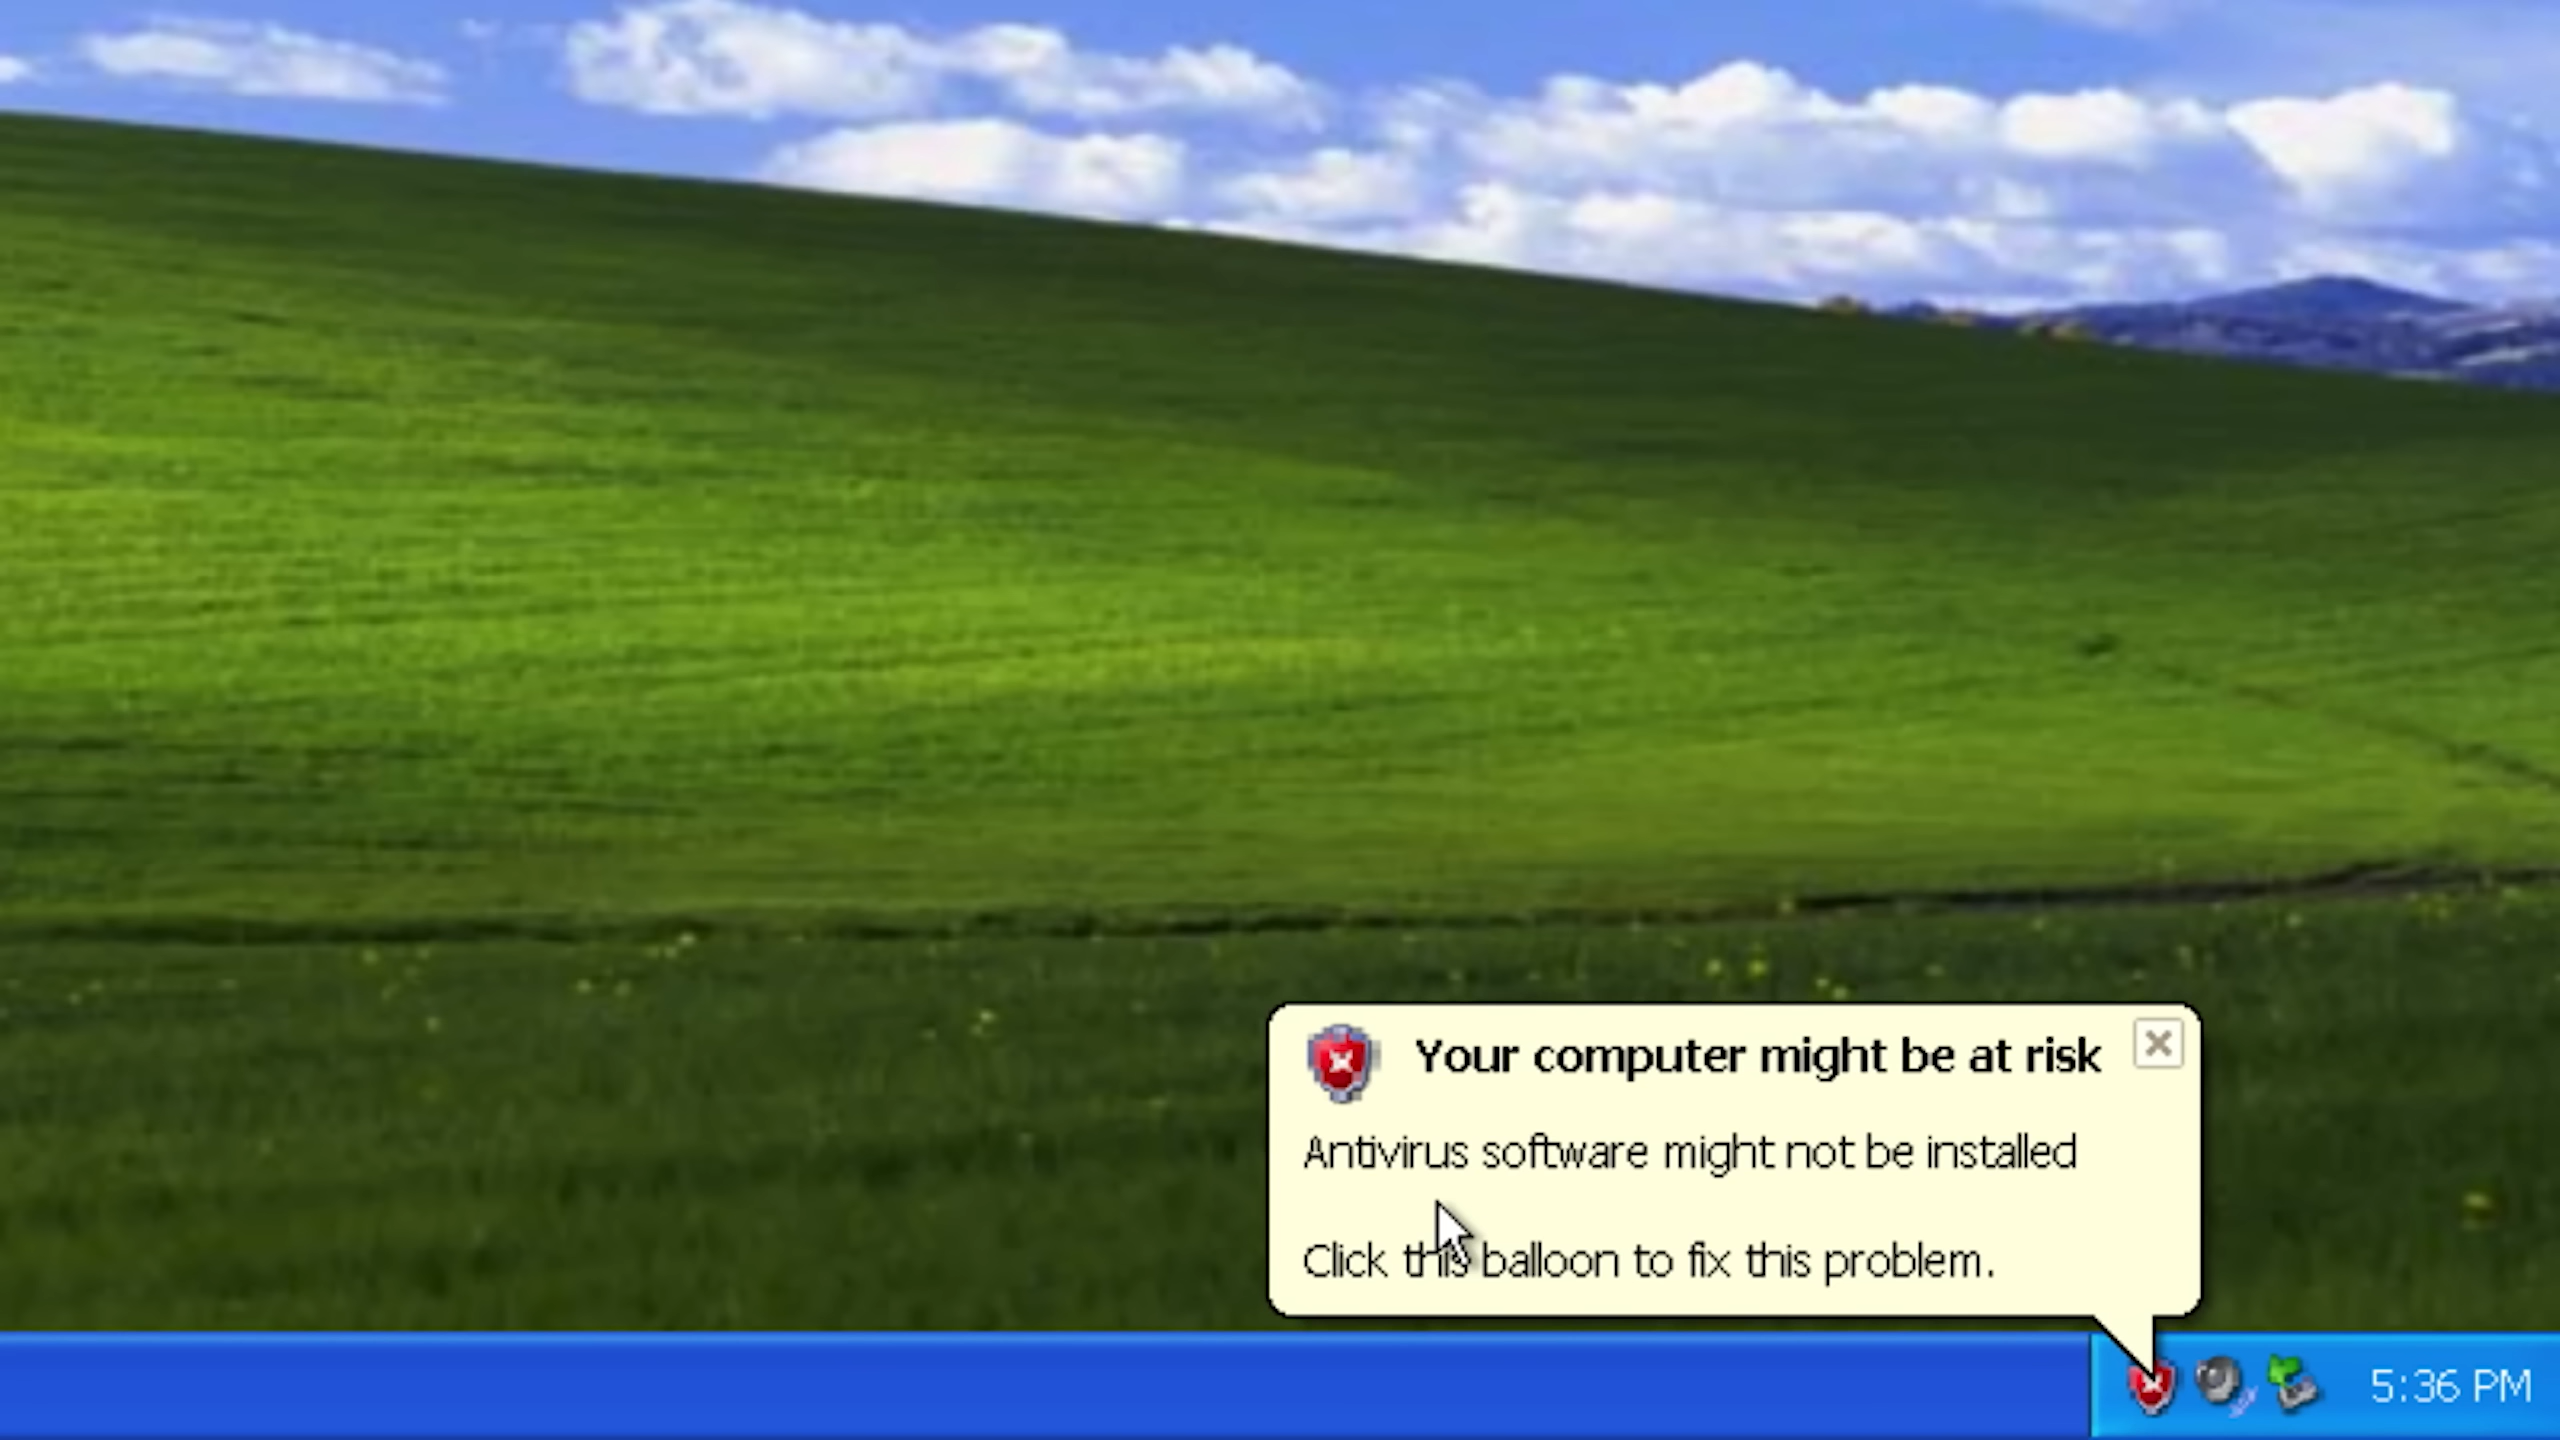 Your computer might be at risk
Antivirus software might not be installed
Click this balloon to fix this problem.
5:36 PM